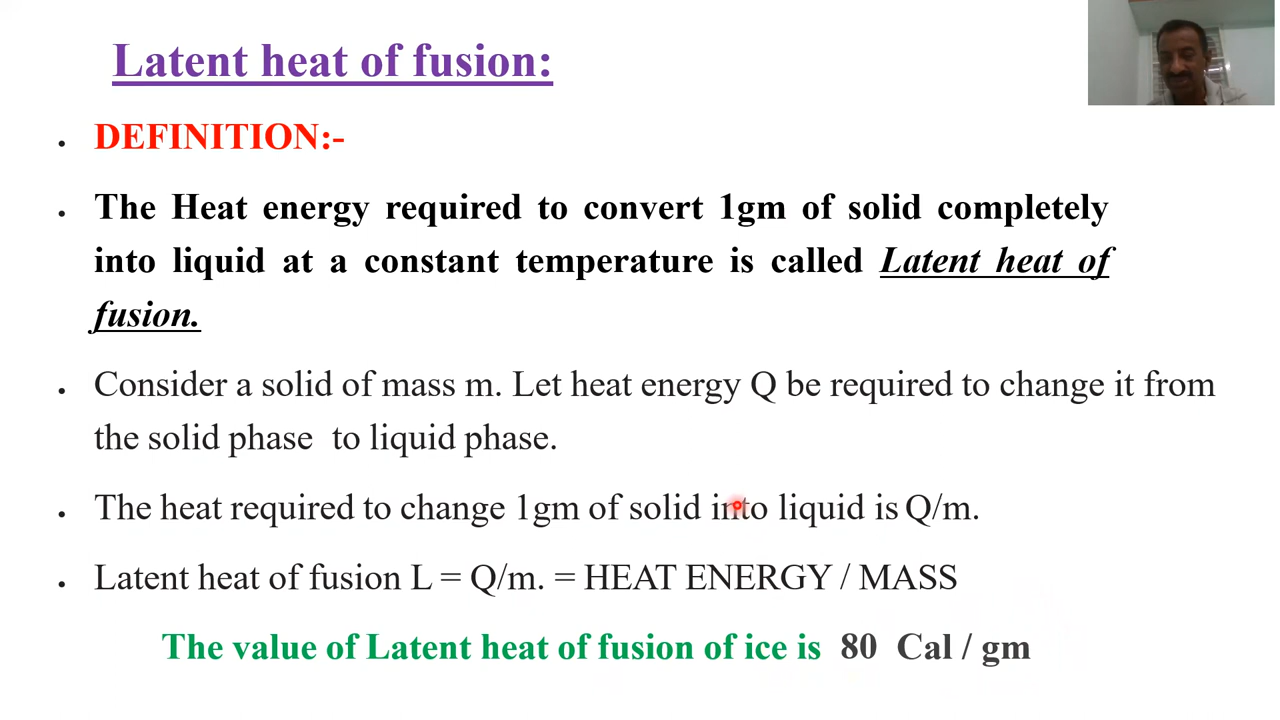 Latent heat of fusion:
• DEFINITION:-
• The Heat energy required to convert 1gm of solid completely
into liquid at a constant temperature is called Latent heat of
fusion.
• Consider a solid of mass m. Let heat energy Q be required to change it from
the solid phase to liquid phase.
• The heat required to change 1gm of solid into liquid is Q/m.
• Latent heat of fusion L = Q/m. = HEAT ENERGY / MASS
The value of Latent heat of fusion of ice is 80 Cal / gm